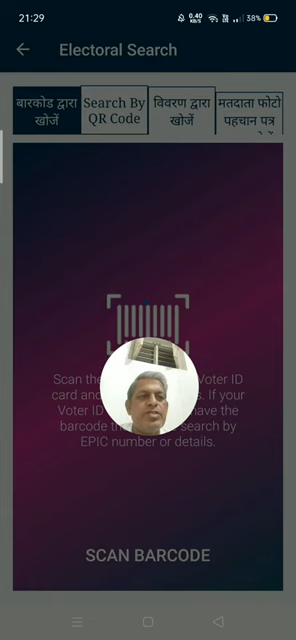 21:29
0.40
KB/S
38%
Electoral Search
बारकोड द्वारा
खोजें
Search By
QR Code
विवरण द्वारा
खोजें
मतदाता फोटो
पहचान पत्र
Scan the Voter ID
card and s. If your
Voter ID have the
barcode search by
EPIC number or details.
SCAN BARCODE